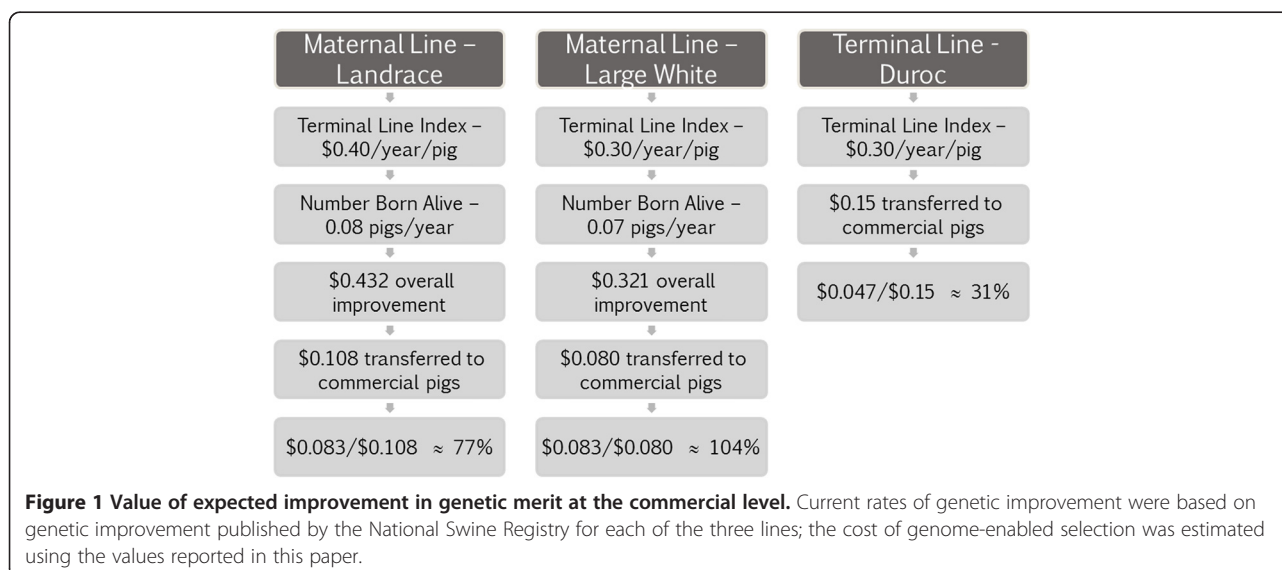 Maternal Line –
Landrace
Terminal Line Index –
$0.40/year/pig
Number Born Alive –
0.08 pigs/year
$0.432 overall
improvement
$0.108 transferred to
commercial pigs
$0.083/$0.108 ≈ 77%
Maternal Line –
Large White
Terminal Line Index –
$0.30/year/pig
Number Born Alive –
0.07 pigs/year
$0.321 overall
improvement
$0.080 transferred to
commercial pigs
$0.083/$0.080 ≈ 104%
Terminal Line -
Duroc
Terminal Line Index –
$0.30/year/pig
$0.15 transferred to
commercial pigs
$0.047/$0.15 ≈ 31%
Figure 1 Value of expected improvement in genetic merit at the commercial level. Current rates of genetic improvement were based on
genetic improvement published by the National Swine Registry for each of the three lines; the cost of genome-enabled selection was estimated
using the values reported in this paper.